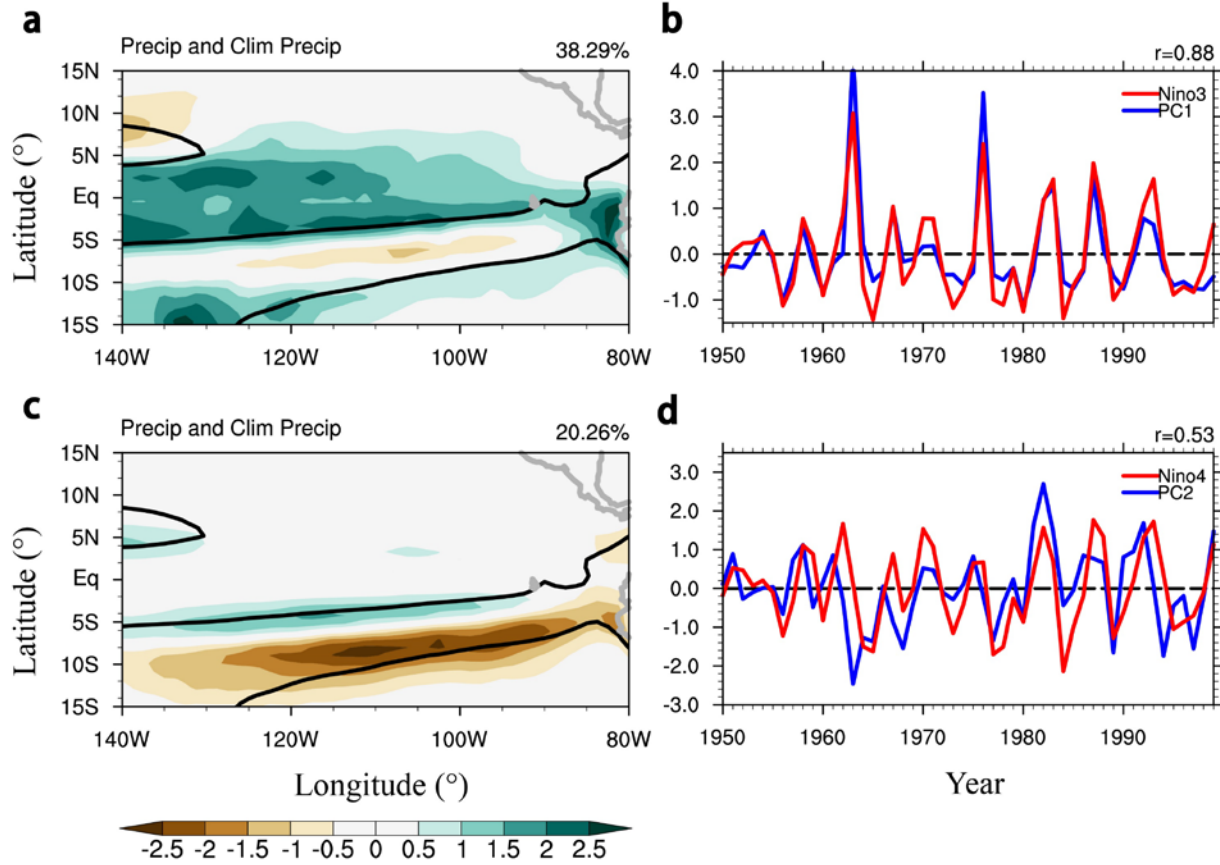 a
Precip and Clim Precip 38.29%
15N
10N
5N
Eq
5S
10S
15S
Latitude (°)
140W 120W 100W 80W
b
r=0.88
4.0
3.0
2.0
1.0
0.0
-1.0
Nino3
PC1
1950 1960 1970 1980 1990
c
Precip and Clim Precip 20.26%
15N
10N
5N
Eq
5S
10S
15S
Latitude (°)
140W 120W 100W 80W
Longitude (°)
-2.5 -2 -1.5 -1 -0.5 0 0.5 1 1.5 2 2.5
d
r=0.53
3.0
2.0
1.0
0.0
-1.0
-2.0
-3.0
Nino4
PC2
1950 1960 1970 1980 1990
Year